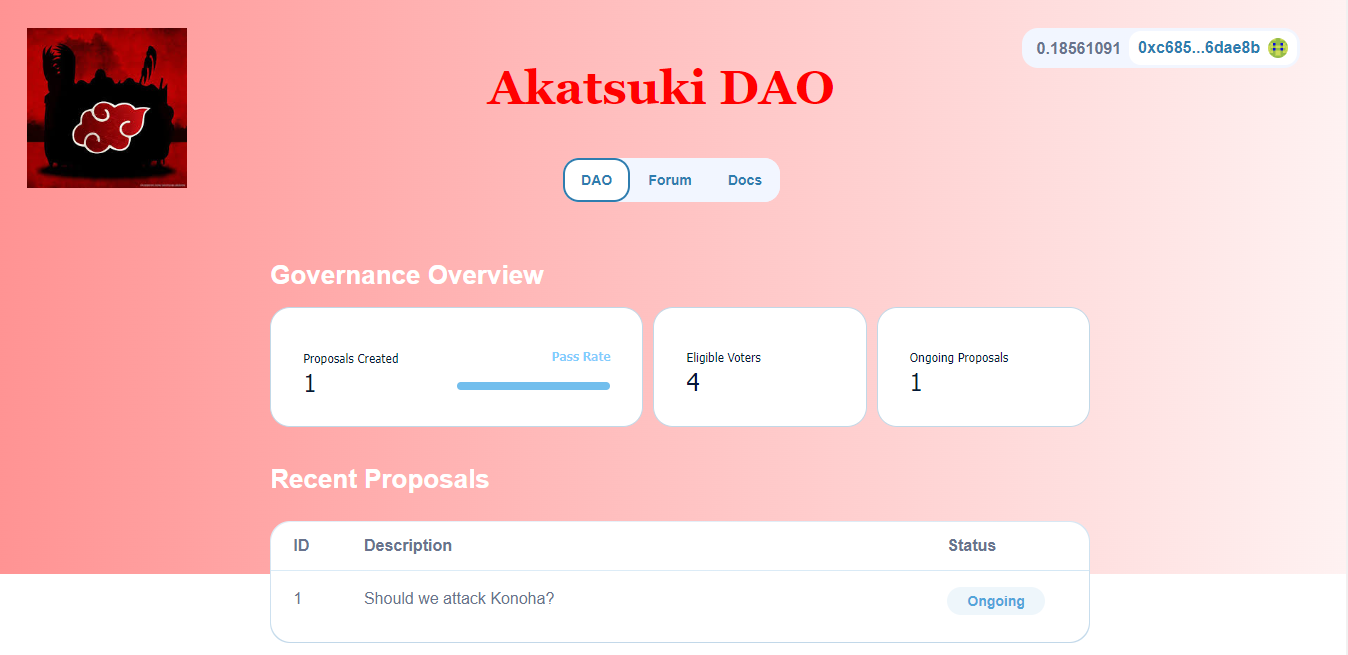 0.18561091 0xc685...6dae8b
Akatsuki DAO
DAO Forum Docs
Governance Overview
Proposals Created
1
Pass Rate
Eligible Voters
4
Ongoing Proposals
1
Recent Proposals
ID Description Status
1 Should we attack Konoha? Ongoing